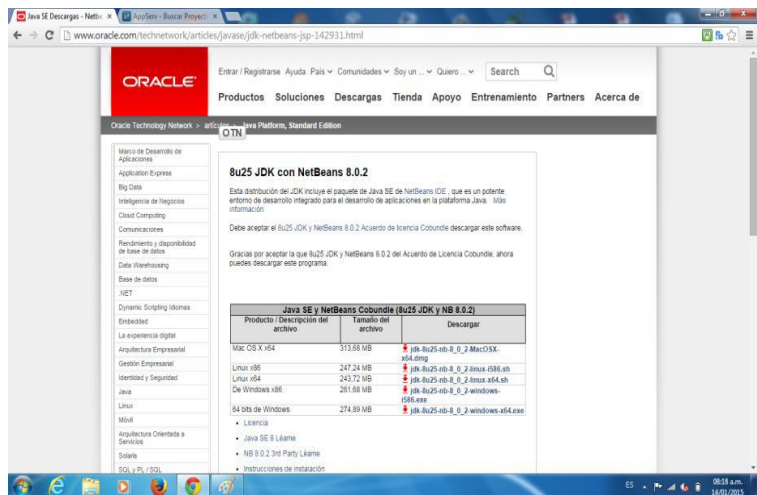 Java SE Descargas - Netbe
AppServ - Buscar Proyect
www.oracle.com/technetwork/articles/javase/jdk-netbeans-jsp-142931.html
ORACLE
Entrar / Registrarse Ayuda País Comunidades Soy un ... Quiero ... Search
Productos Soluciones Descargas Tienda Apoyo Entrenamiento Partners Acerca de
Oracle Technology Network > artículos Java Platform, Standard Edition
OTN
Marco de Desarrollo de
Aplicaciones
Application Express
Big Data
Inteligencia de Negocios
Cloud Computing
Comunicaciones
Rendimiento y disponibilidad
de base de datos
Data Warehousing
Base de datos
.NET
Dynamic Scripting Idiomas
Embedded
La experiencia digital
Arquitectura Empresarial
Gestión Empresarial
Identidad y Seguridad
Java
Linux
Móvil
Arquitectura Orientada a
Servicios
Solaris
SQL y PL / SQL
8u25 JDK con NetBeans 8.0.2
Esta distribución del JDK incluye el paquete de Java SE de NetBeans IDE , que es un potente
entorno de desarrollo integrado para el desarrollo de aplicaciones en la plataforma Java. Más
información
Debe aceptar el 8u25 JDK y NetBeans 8.0.2 Acuerdo de licencia Cobundle descargar este software.
Gracias por aceptar la que 8u25 JDK y NetBeans 8.0.2 del Acuerdo de Licencia Cobundle, ahora
puedes descargar este programa.
Java SE y NetBeans Cobundle (8u25 JDK y NB 8.0.2)
Producto / Descripción del archivo Tamaño del archivo Descargar
Mac OS X x64 313,68 MB jdk-8u25-nb-8_0_2-MacOSX-
x64.dmg
Linux x86 247,24 MB jdk-8u25-nb-8_0_2-linux-i586.sh
Linux x64 243,72 MB jdk-8u25-nb-8_0_2-linux-x64.sh
De Windows x86 261,68 MB jdk-8u25-nb-8_0_2-windows-
i586.exe
64 bits de Windows 274,89 MB jdk-8u25-nb-8_0_2-windows-x64.exe
Licencia
Java SE 8 Léame
NB 8.0.2 3rd Party Léame
Instrucciones de instalación
ES
08:18 a.m.
14/01/2015